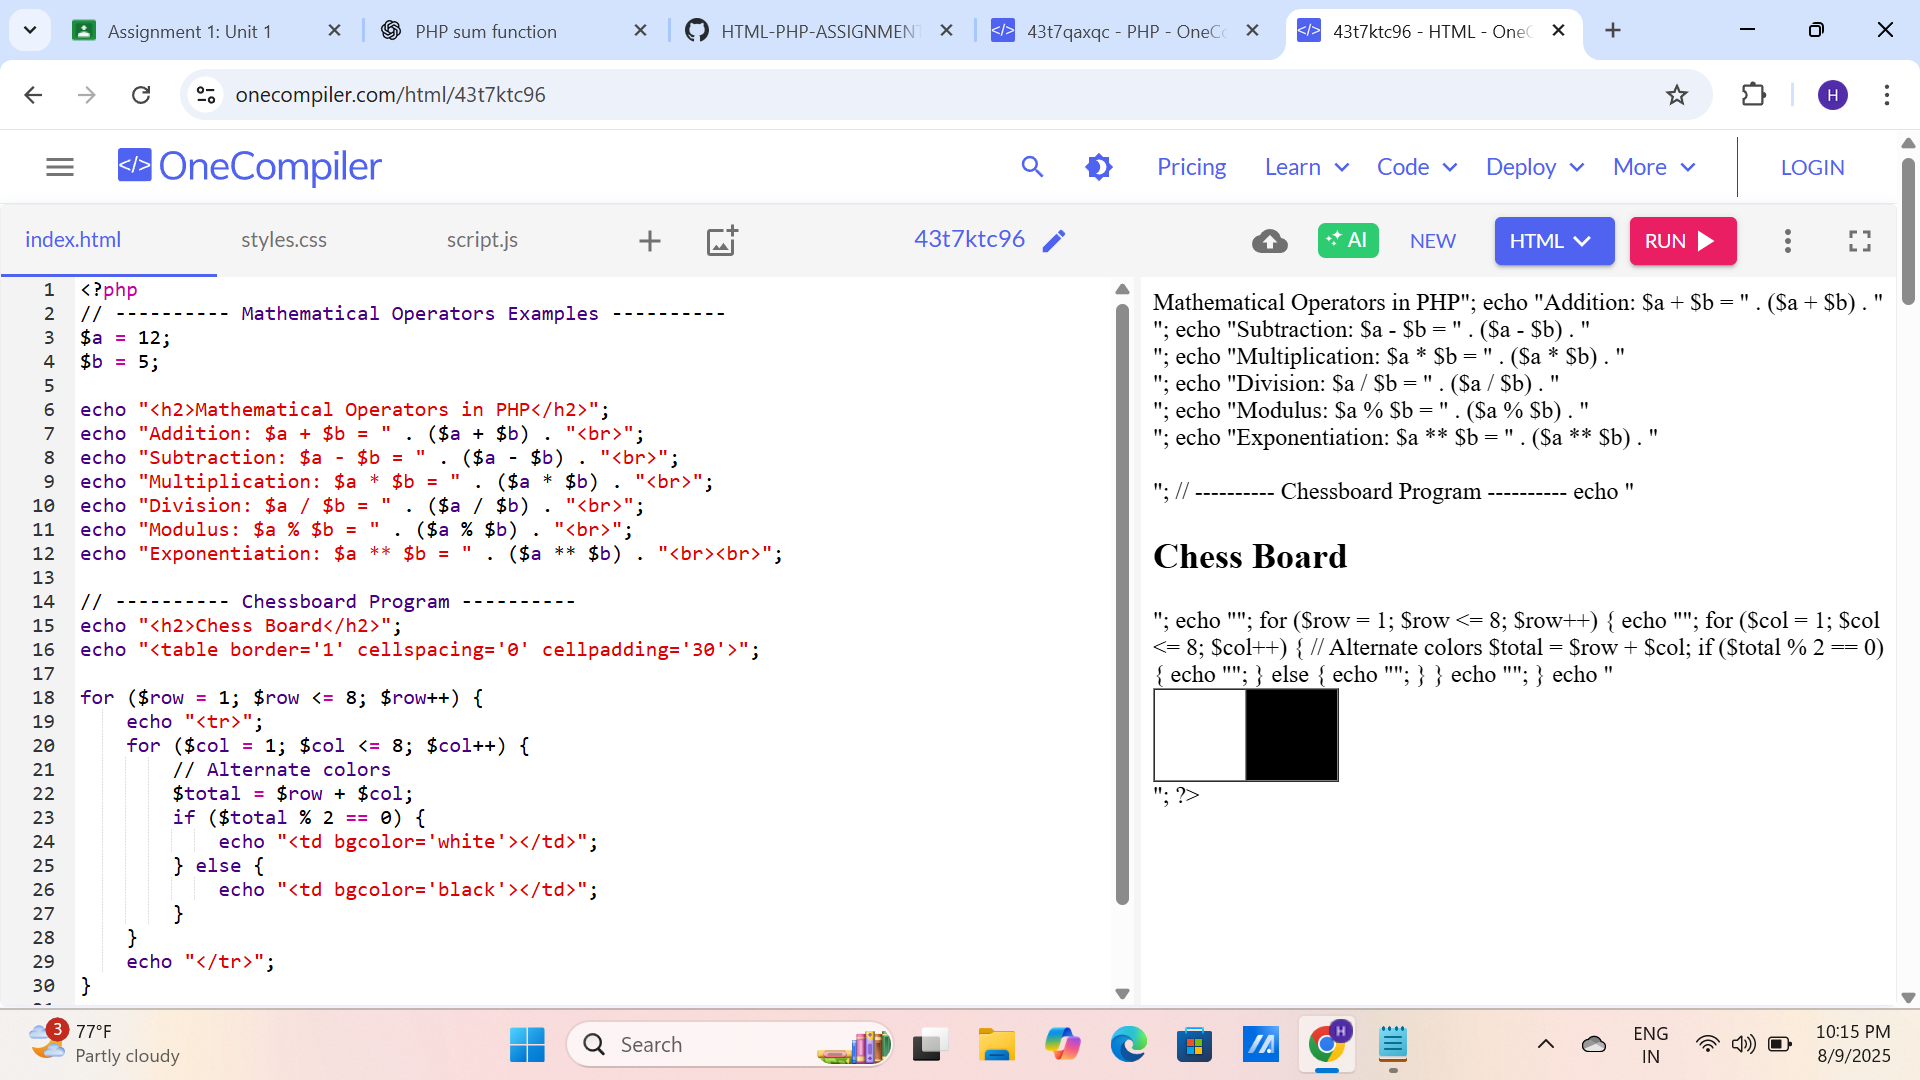 Assignment 1: Unit 1
PHP sum function
HTML-PHP-ASSIGNMENT
43t7qaxqc - PHP - OneCo
43t7ktc96 - HTML - One
onecompiler.com/html/43t7ktc96
H
</> OneCompiler
Pricing
Learn
Code
Deploy
More
LOGIN
index.html
styles.css
script.js
43t7ktc96
AI
NEW
HTML
RUN
1 <?php
2 // ---------- Mathematical Operators Examples ----------
3 $a = 12;
4 $b = 5;
5
6 echo "<h2>Mathematical Operators in PHP</h2>";
7 echo "Addition: $a + $b = " . ($a + $b) . "<br>";
8 echo "Subtraction: $a - $b = " . ($a - $b) . "<br>";
9 echo "Multiplication: $a * $b = " . ($a * $b) . "<br>";
10 echo "Division: $a / $b = " . ($a / $b) . "<br>";
11 echo "Modulus: $a % $b = " . ($a % $b) . "<br>";
12 echo "Exponentiation: $a ** $b = " . ($a ** $b) . "<br><br>";
13
14 // ---------- Chessboard Program ----------
15 echo "<h2>Chess Board</h2>";
16 echo "<table border='1' cellspacing='0' cellpadding='30'>";
17
18 for ($row = 1; $row <= 8; $row++) {
19     echo "<tr>";
20     for ($col = 1; $col <= 8; $col++) {
21         // Alternate colors
22         $total = $row + $col;
23         if ($total % 2 == 0) {
24             echo "<td bgcolor='white'></td>";
25         } else {
26             echo "<td bgcolor='black'></td>";
27         }
28     }
29     echo "</tr>";
30 }
Mathematical Operators in PHP"; echo "Addition: $a + $b = " . ($a + $b) . "
"; echo "Subtraction: $a - $b = " . ($a - $b) . "
"; echo "Multiplication: $a * $b = " . ($a * $b) . "
"; echo "Division: $a / $b = " . ($a / $b) . "
"; echo "Modulus: $a % $b = " . ($a % $b) . "
"; echo "Exponentiation: $a ** $b = " . ($a ** $b) . "
"; // ---------- Chessboard Program ---------- echo "
Chess Board
"; echo ""; for ($row = 1; $row <= 8; $row++) { echo ""; for ($col = 1; $col
<= 8; $col++) { // Alternate colors $total = $row + $col; if ($total % 2 == 0)
{ echo ""; } else { echo ""; } } echo ""; } echo "
"; ?>
3
77°F
Partly cloudy
Search
H
ENG
IN
10:15 PM
8/9/2025